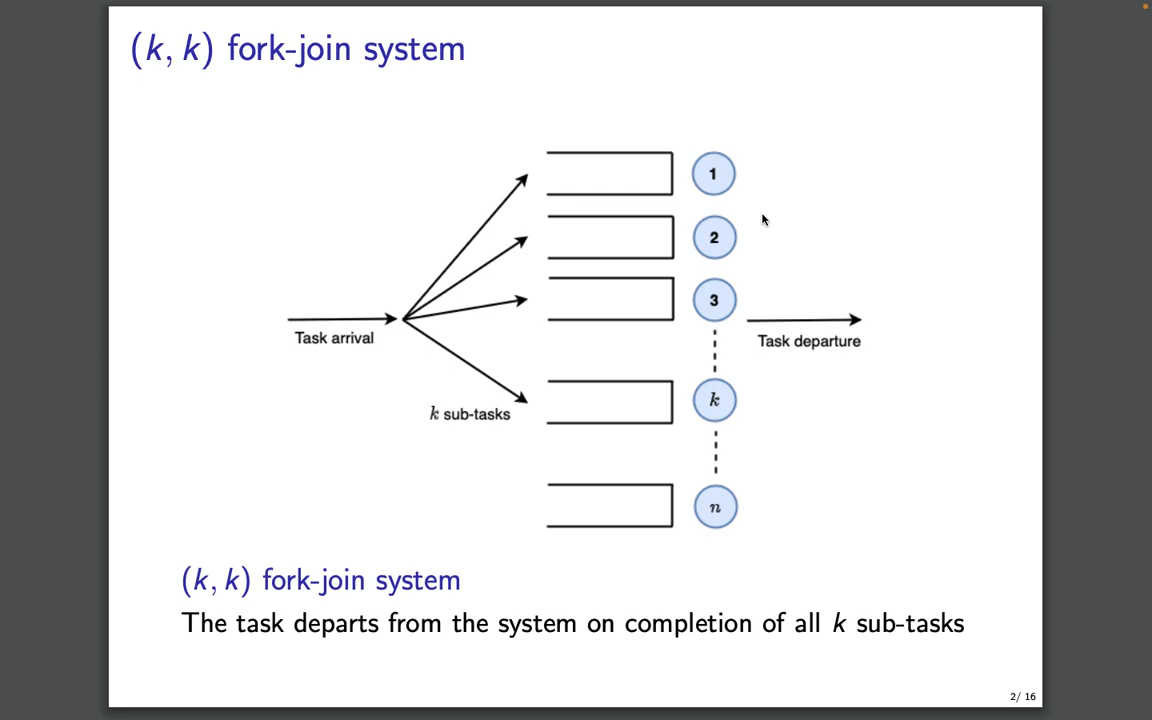 (k, k) fork-join system
1
2
3
Task arrival
Task departure
k
k sub-tasks
n
(k, k) fork-join system
The task departs from the system on completion of all k sub-tasks
2/ 16